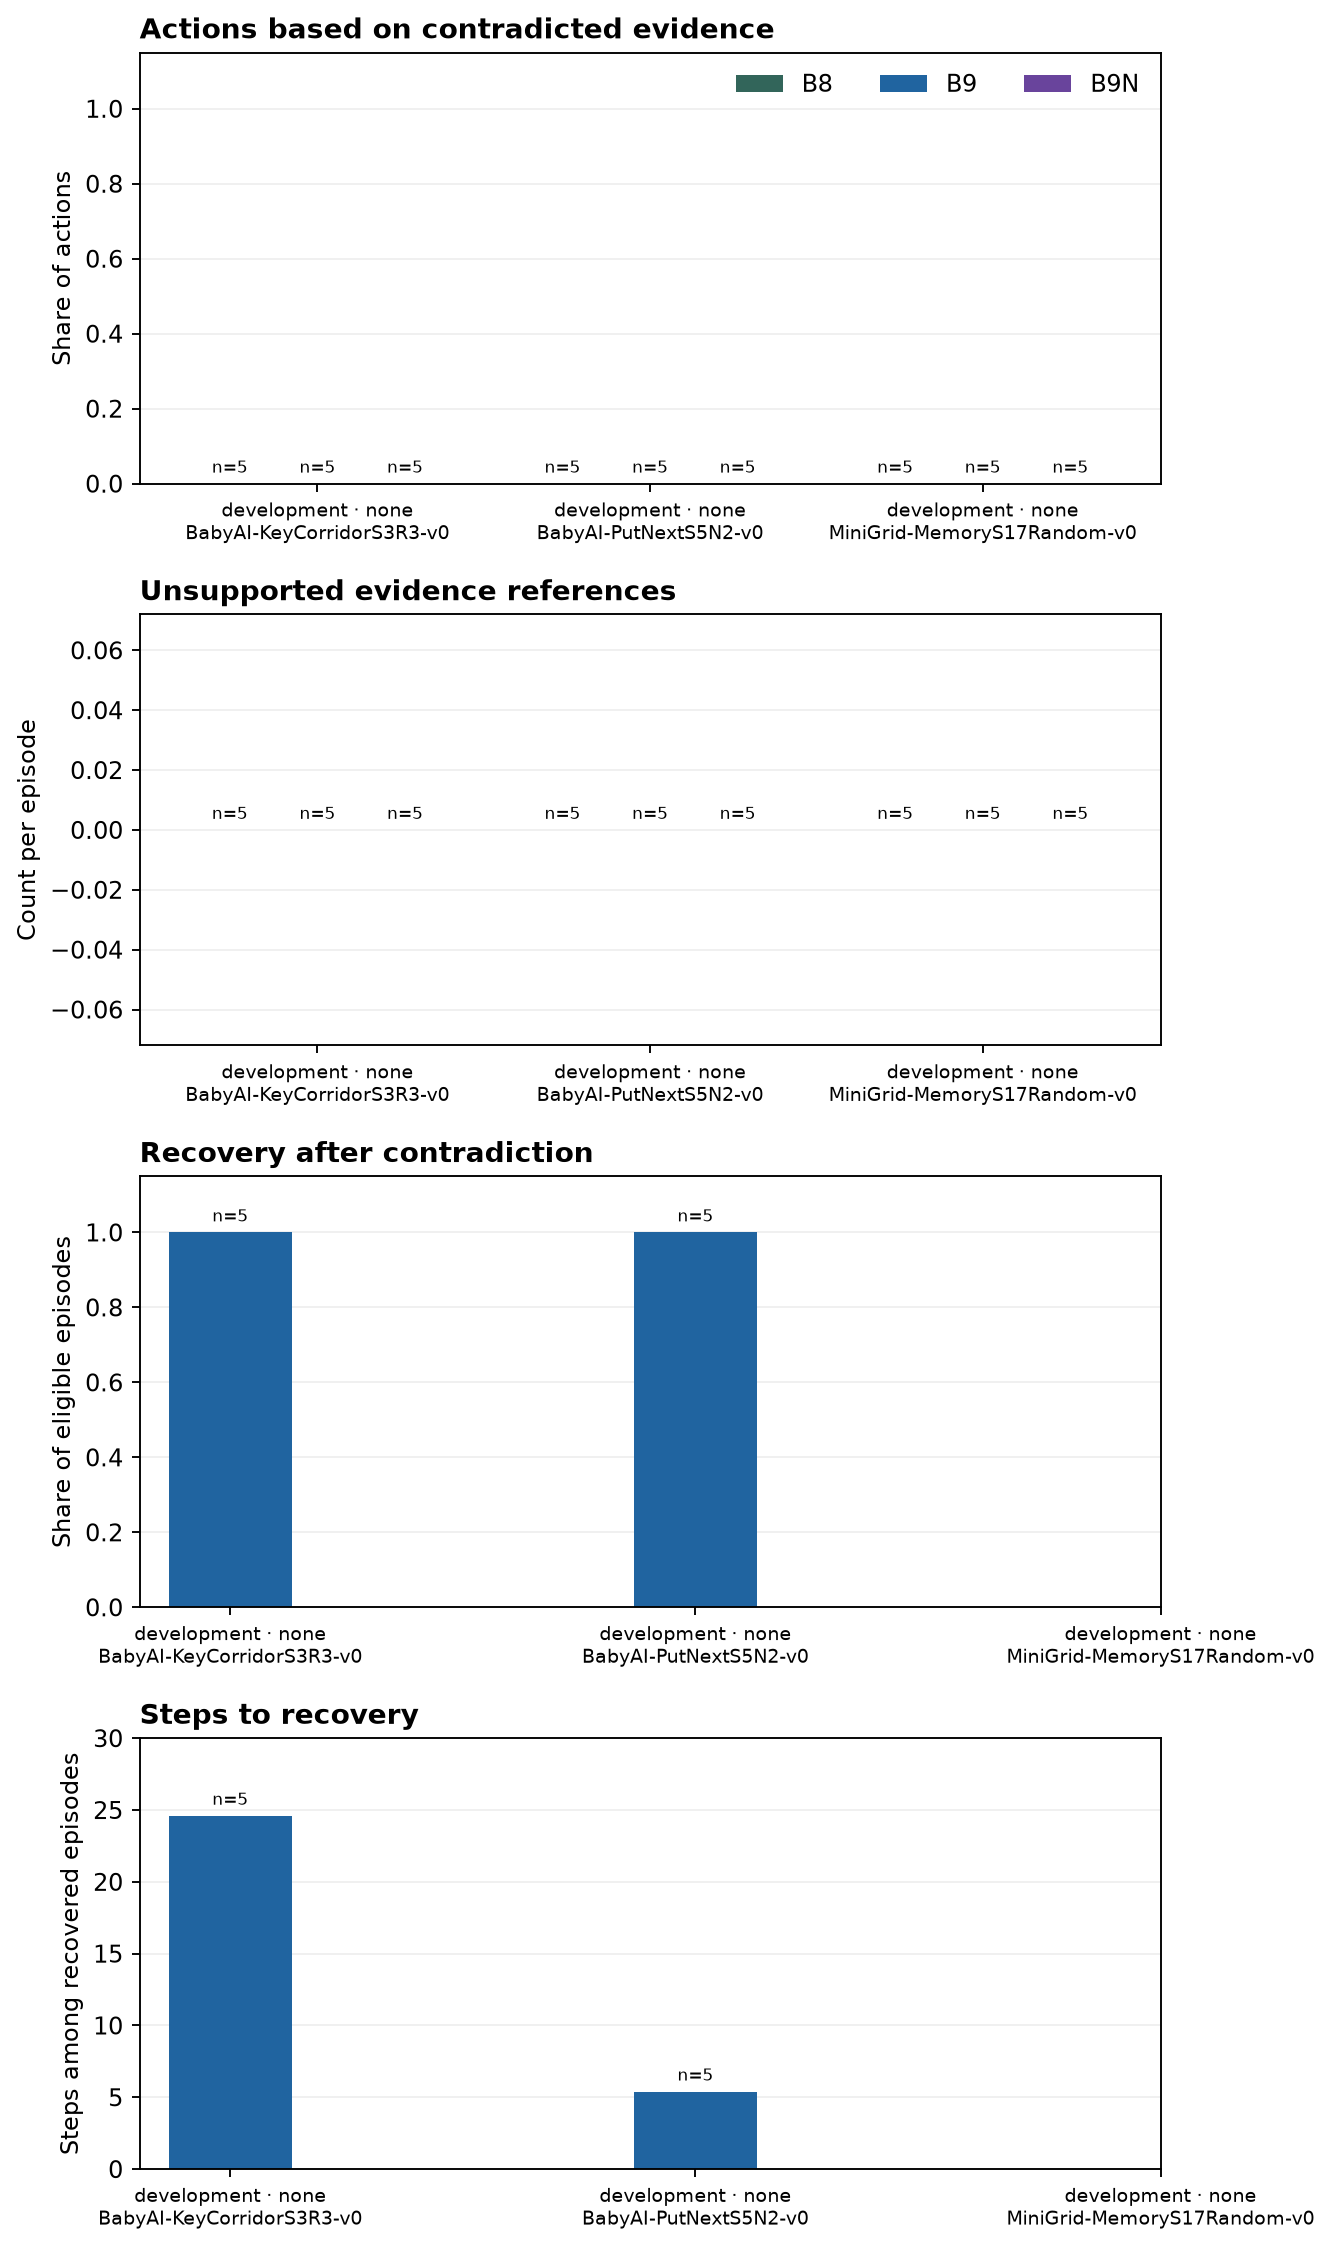 Actions based on contradicted evidence
B8 B9 B9N
Share of actions
1.0
0.8
0.6
0.4
0.2
0.0
n=5 n=5 n=5 n=5 n=5 n=5 n=5 n=5 n=5
development · none development · none development · none
BabyAI-KeyCorridorS3R3-v0 BabyAI-PutNextS5N2-v0 MiniGrid-MemoryS17Random-v0
Unsupported evidence references
Count per episode
0.06
0.04
0.02
n=5 n=5 n=5 n=5 n=5 n=5 n=5 n=5 n=5
0.00
−0.02
−0.04
−0.06
development · none development · none development · none
BabyAI-KeyCorridorS3R3-v0 BabyAI-PutNextS5N2-v0 MiniGrid-MemoryS17Random-v0
Recovery after contradiction
Share of eligible episodes
n=5 n=5
1.0
0.8
0.6
0.4
0.2
0.0
development · none development · none development · none
BabyAI-KeyCorridorS3R3-v0 BabyAI-PutNextS5N2-v0 MiniGrid-MemoryS17Random-v0
Steps to recovery
Steps among recovered episodes
30
n=5
25
20
15
10
n=5
5
0
development · none development · none development · none
BabyAI-KeyCorridorS3R3-v0 BabyAI-PutNextS5N2-v0 MiniGrid-MemoryS17Random-v0